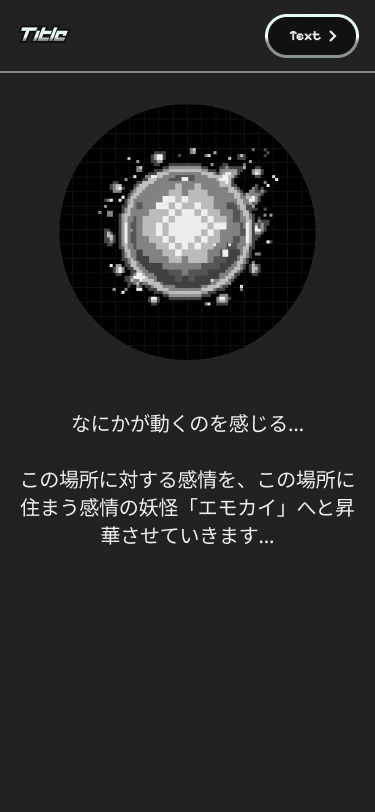 Title
Text
なにかが動くのを感じる...
この場所に対する感情を、この場所に
住まう感情の妖怪「エモカイ」へと昇
華させていきます...